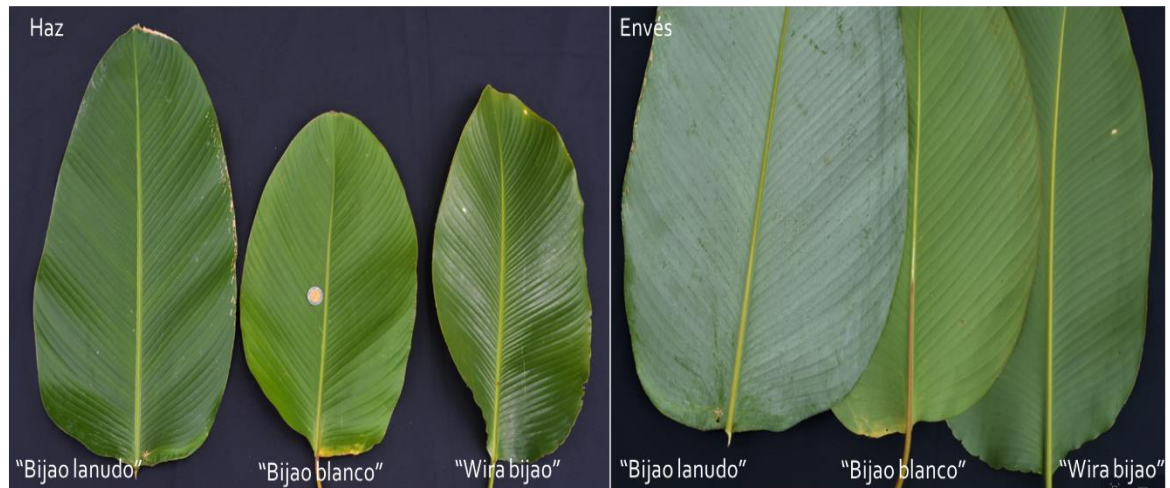 Haz
"Bijao lanudo"
"Bijao blanco"
"Wira bijao"
Envés
"Bijao lanudo"
"Bijao blanco"
"Wira bijao"